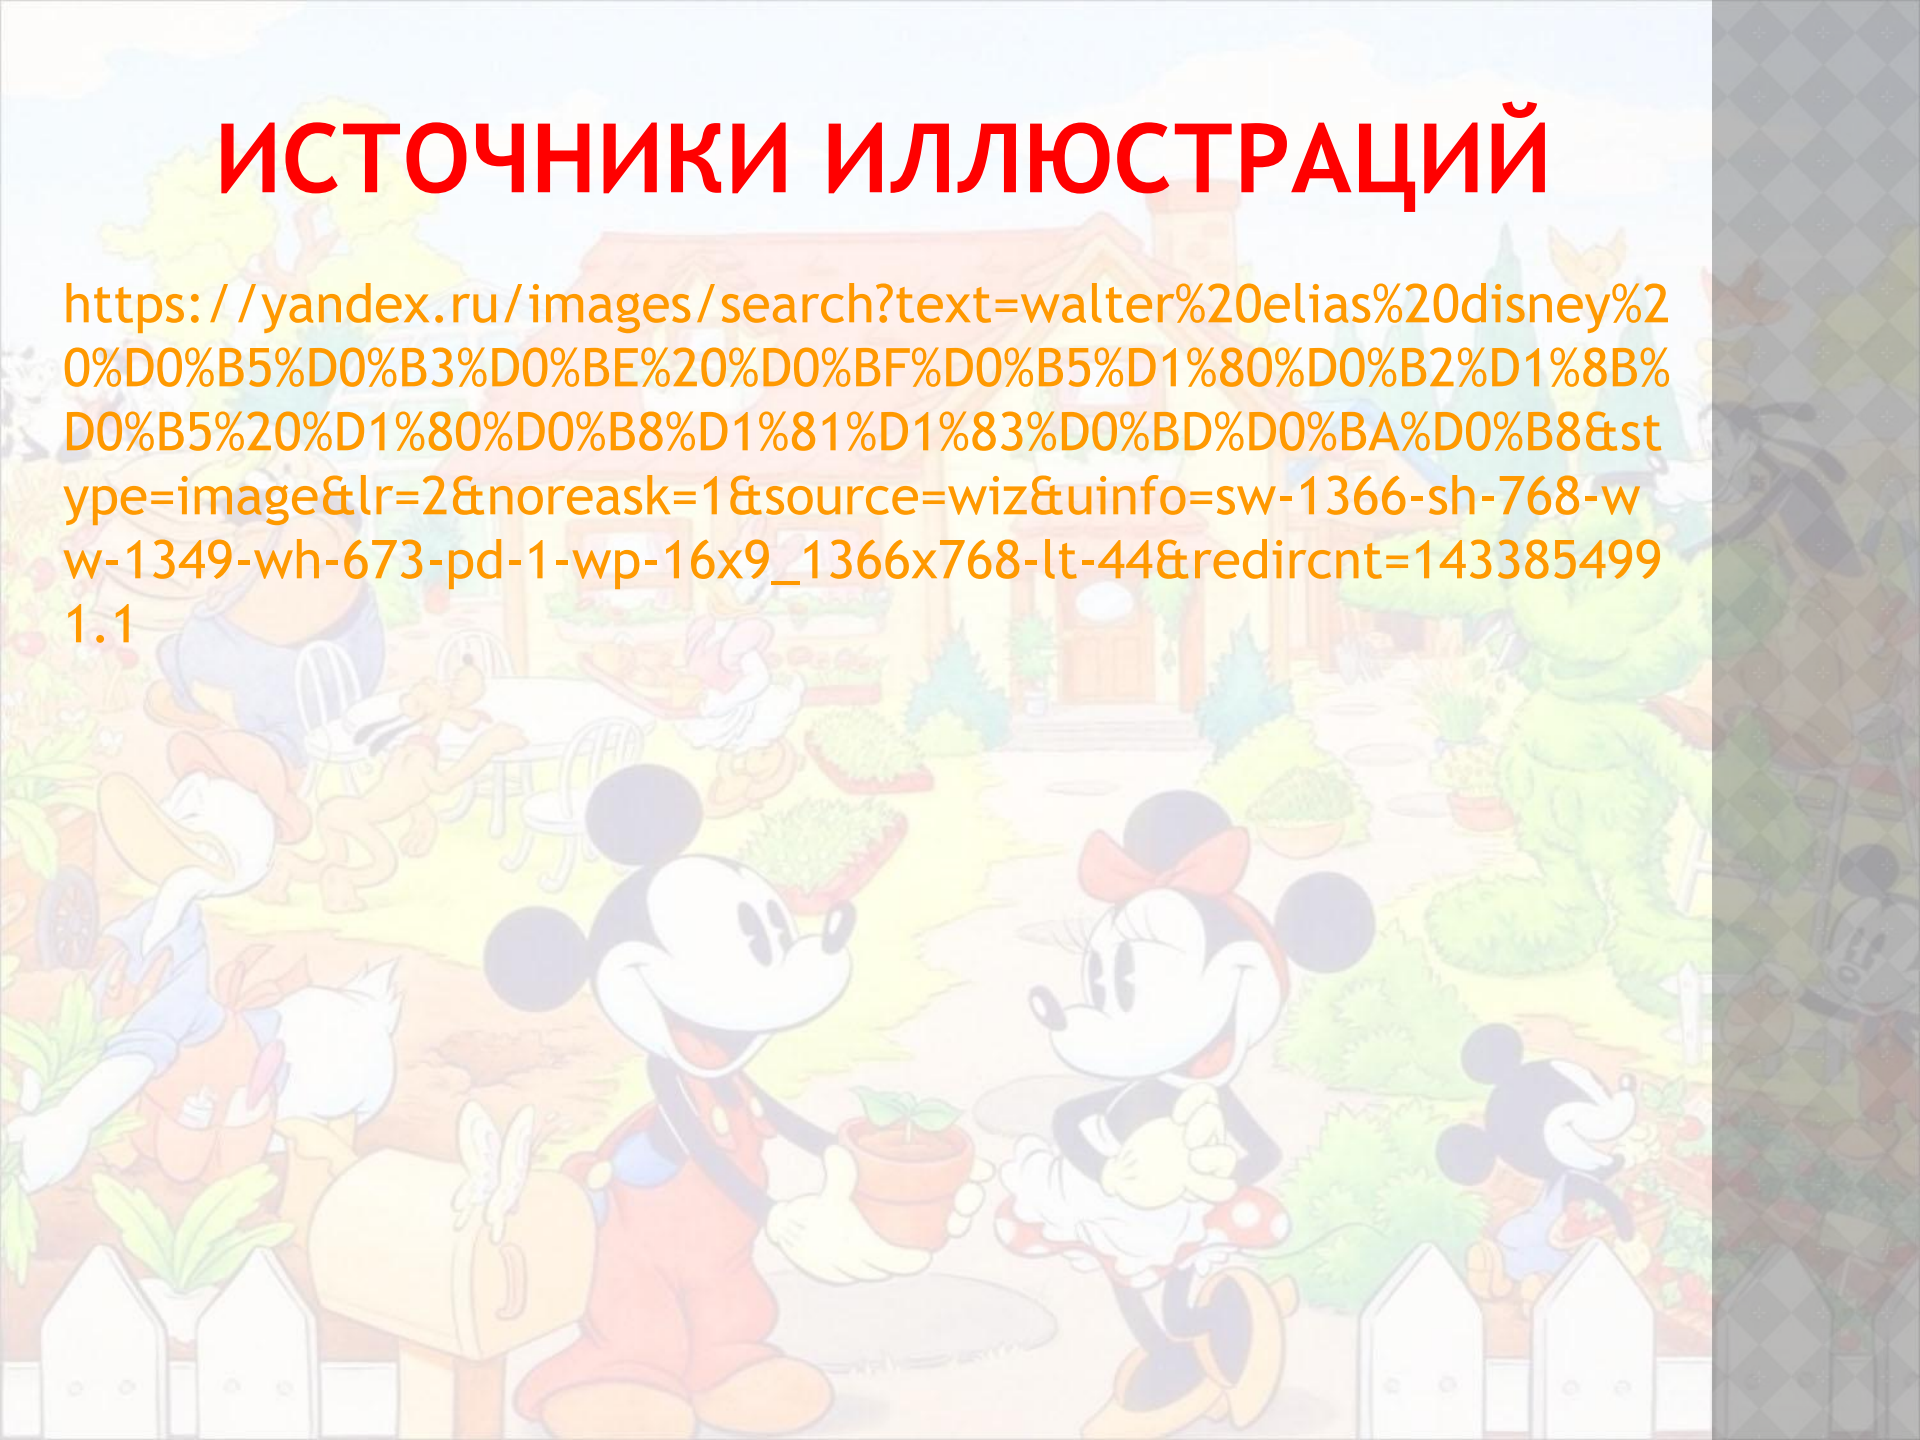 ИСТОЧНИКИ ИЛЛЮСТРАЦИЙ
https://yandex.ru/images/search?text=walter%20elias%20disney%2
0%D0%B5%D0%B3%D0%BE%20%D0%BF%D0%B5%D1%80%D0%B2%D1%8B%
D0%B5%20%D1%80%D0%B8%D1%81%D1%83%D0%BD%D0%BA%D0%B8&st
ype=image&lr=2&noreask=1&source=wiz&uinfo=sw-1366-sh-768-w
w-1349-wh-673-pd-1-wp-16x9_1366x768-lt-44&redircnt=143385499
1.1